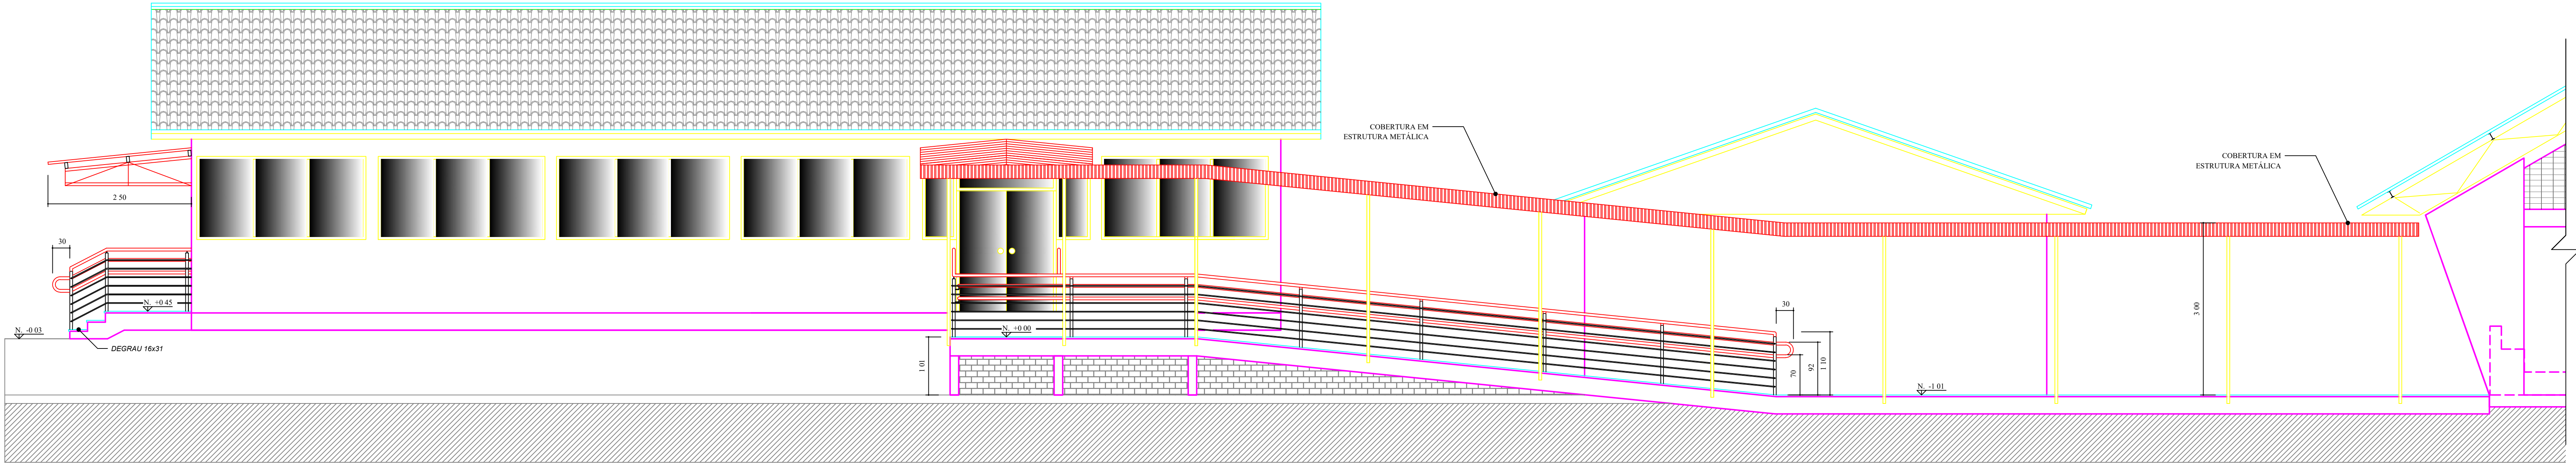 COBERTURA EM
ESTRUTURA METÁLICA
COBERTURA EM
ESTRUTURA METÁLICA
2 50
30
N. +0 45
N. -0 03
DEGRAU 16x31
N. +0 00
1 01
30
70
92
1 10
3 00
N. -1 01